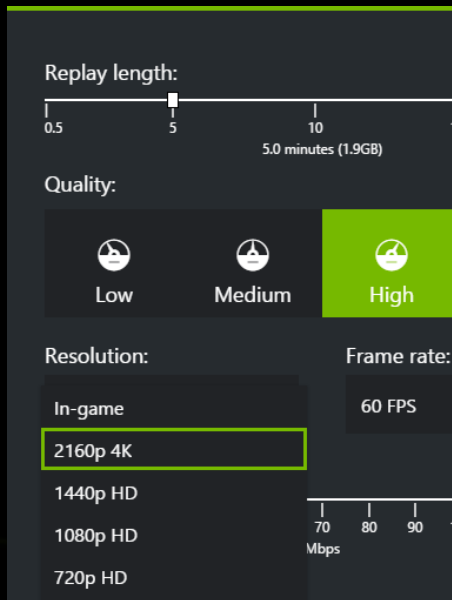 Replay length:
0.5 5 10
5.0 minutes (1.9GB)
Quality:
Low Medium High
Resolution: Frame rate:
In-game
60 FPS
2160p 4K
1440p HD
70 80 90
1080p HD
Mbps
720p HD